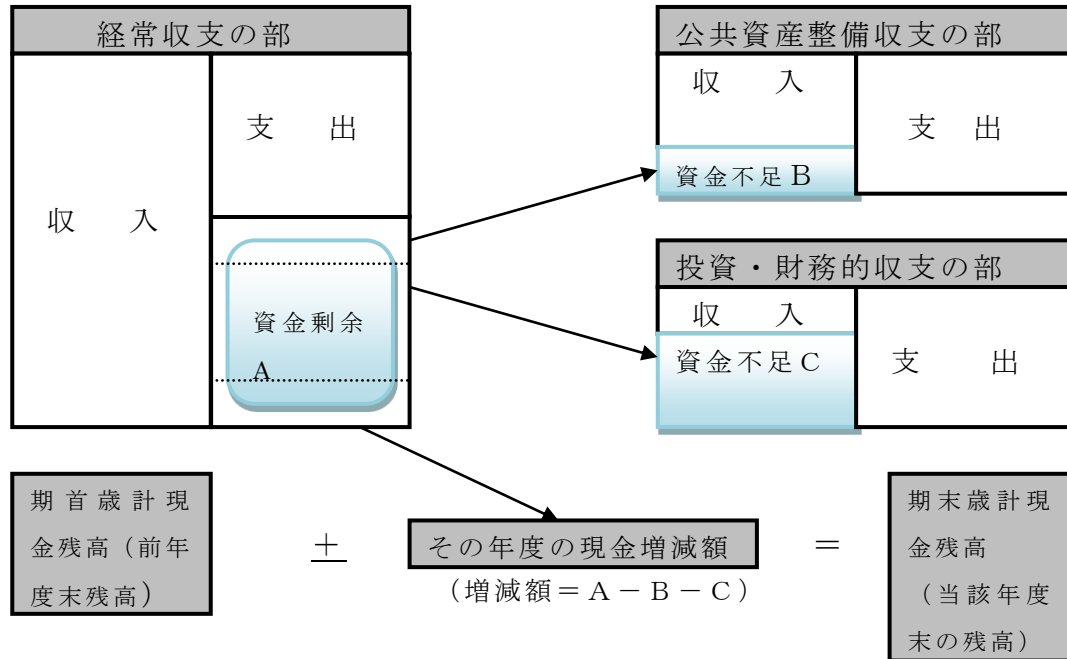 経常収支の部
収 入
支 出
資金剰余
A
公共資産整備収支の部
収 入
資金不足B
支 出
投資・財務的収支の部
収 入
資金不足C
支 出
期首歳計現
金残高（前年
度末残高）
±
その年度の現金増減額
（増減額＝A－B－C）
＝
期末歳計現
金残高
（当該年度
末の残高）